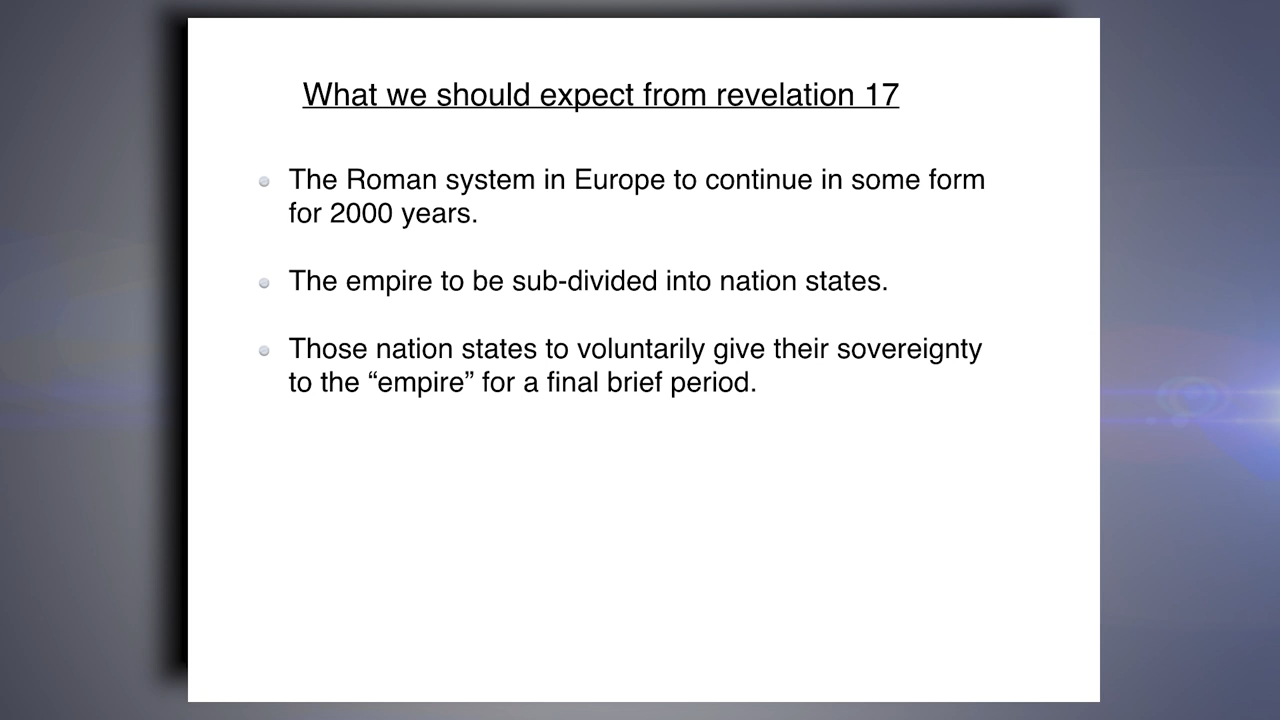 What we should expect from revelation 17
The Roman system in Europe to continue in some form
for 2000 years.
The empire to be sub-divided into nation states.
Those nation states to voluntarily give their sovereignty
to the “empire” for a final brief period.